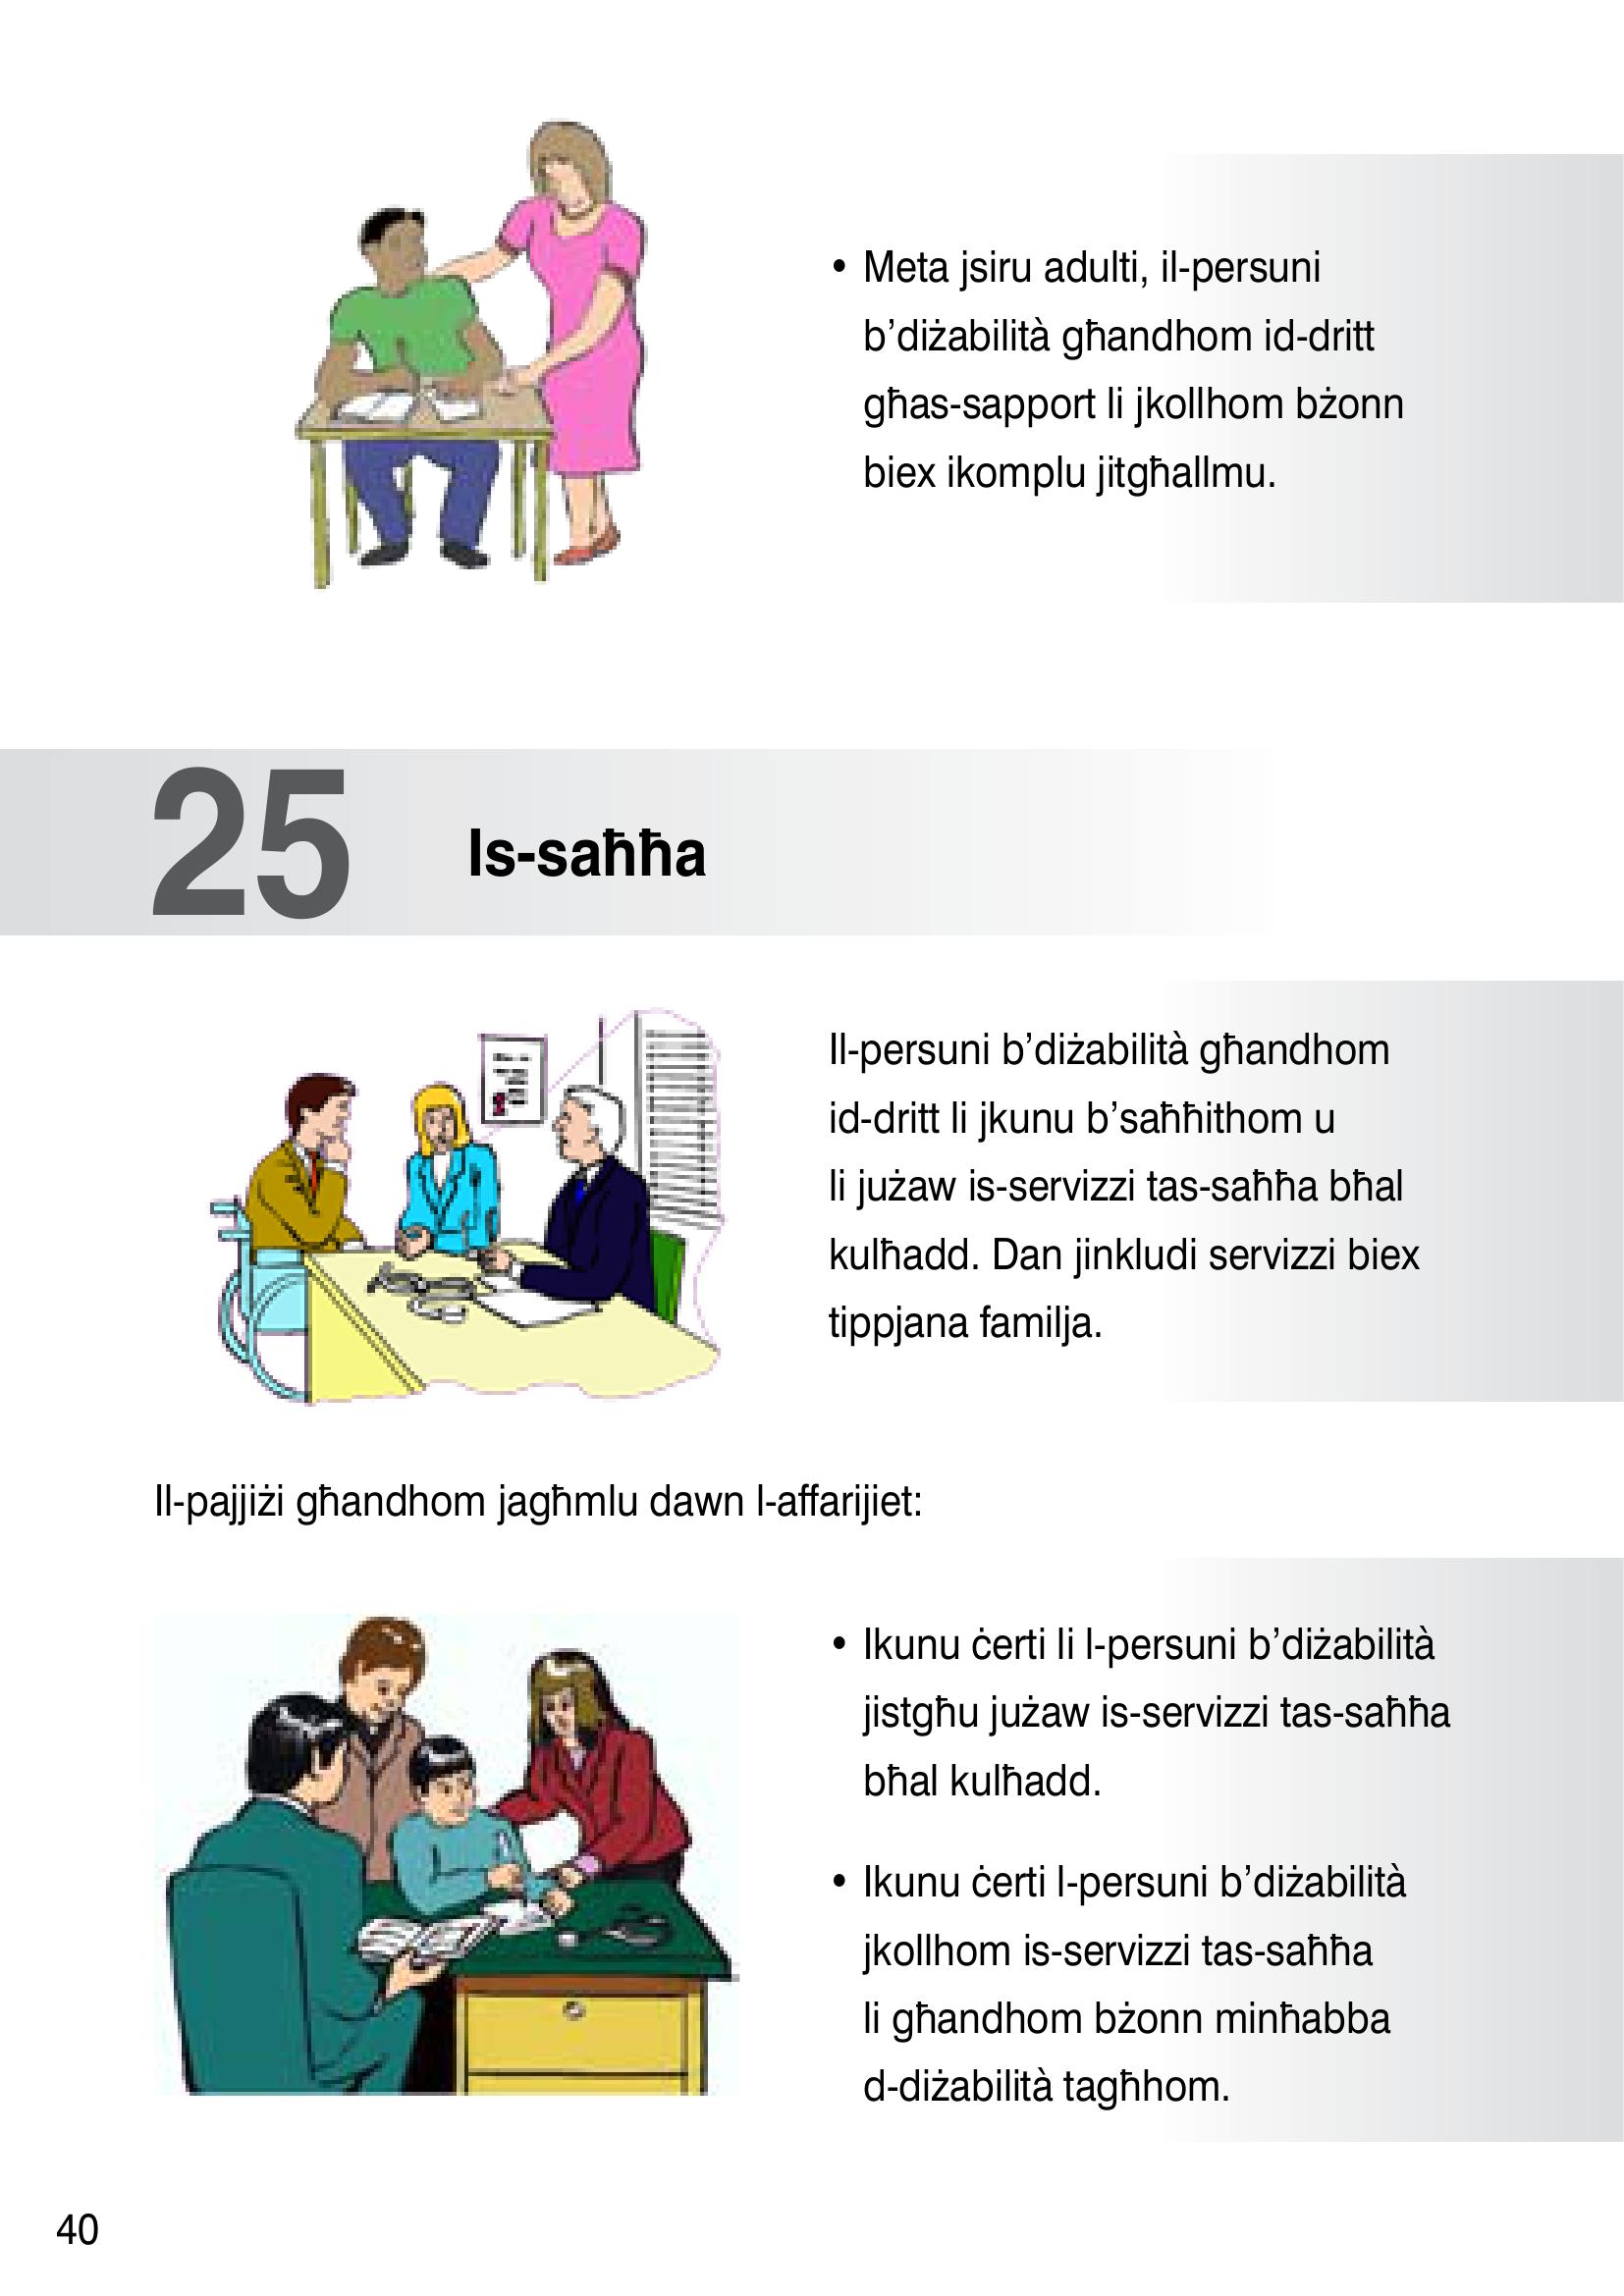 • Meta jsiru adulti, il-persuni
b’diżabilità għandhom id-dritt
għas-sapport li jkollhom bżonn
biex ikomplu jitgħallmu.
25 Is-saħħa
Il-persuni b’diżabilità għandhom
id-dritt li jkunu b’saħħithom u
li jużaw is-servizzi tas-saħħa bħal
kulħadd. Dan jinkludi servizzi biex
tippjana familja.
Il-pajjiżi għandhom jagħmlu dawn l-affarijiet:
• Ikunu ċerti li l-persuni b’diżabilità
jistgħu jużaw is-servizzi tas-saħħa
bħal kulħadd.
• Ikunu ċerti l-persuni b’diżabilità
jkollhom is-servizzi tas-saħħa
li għandhom bżonn minħabba
d-diżabilità tagħhom.
40